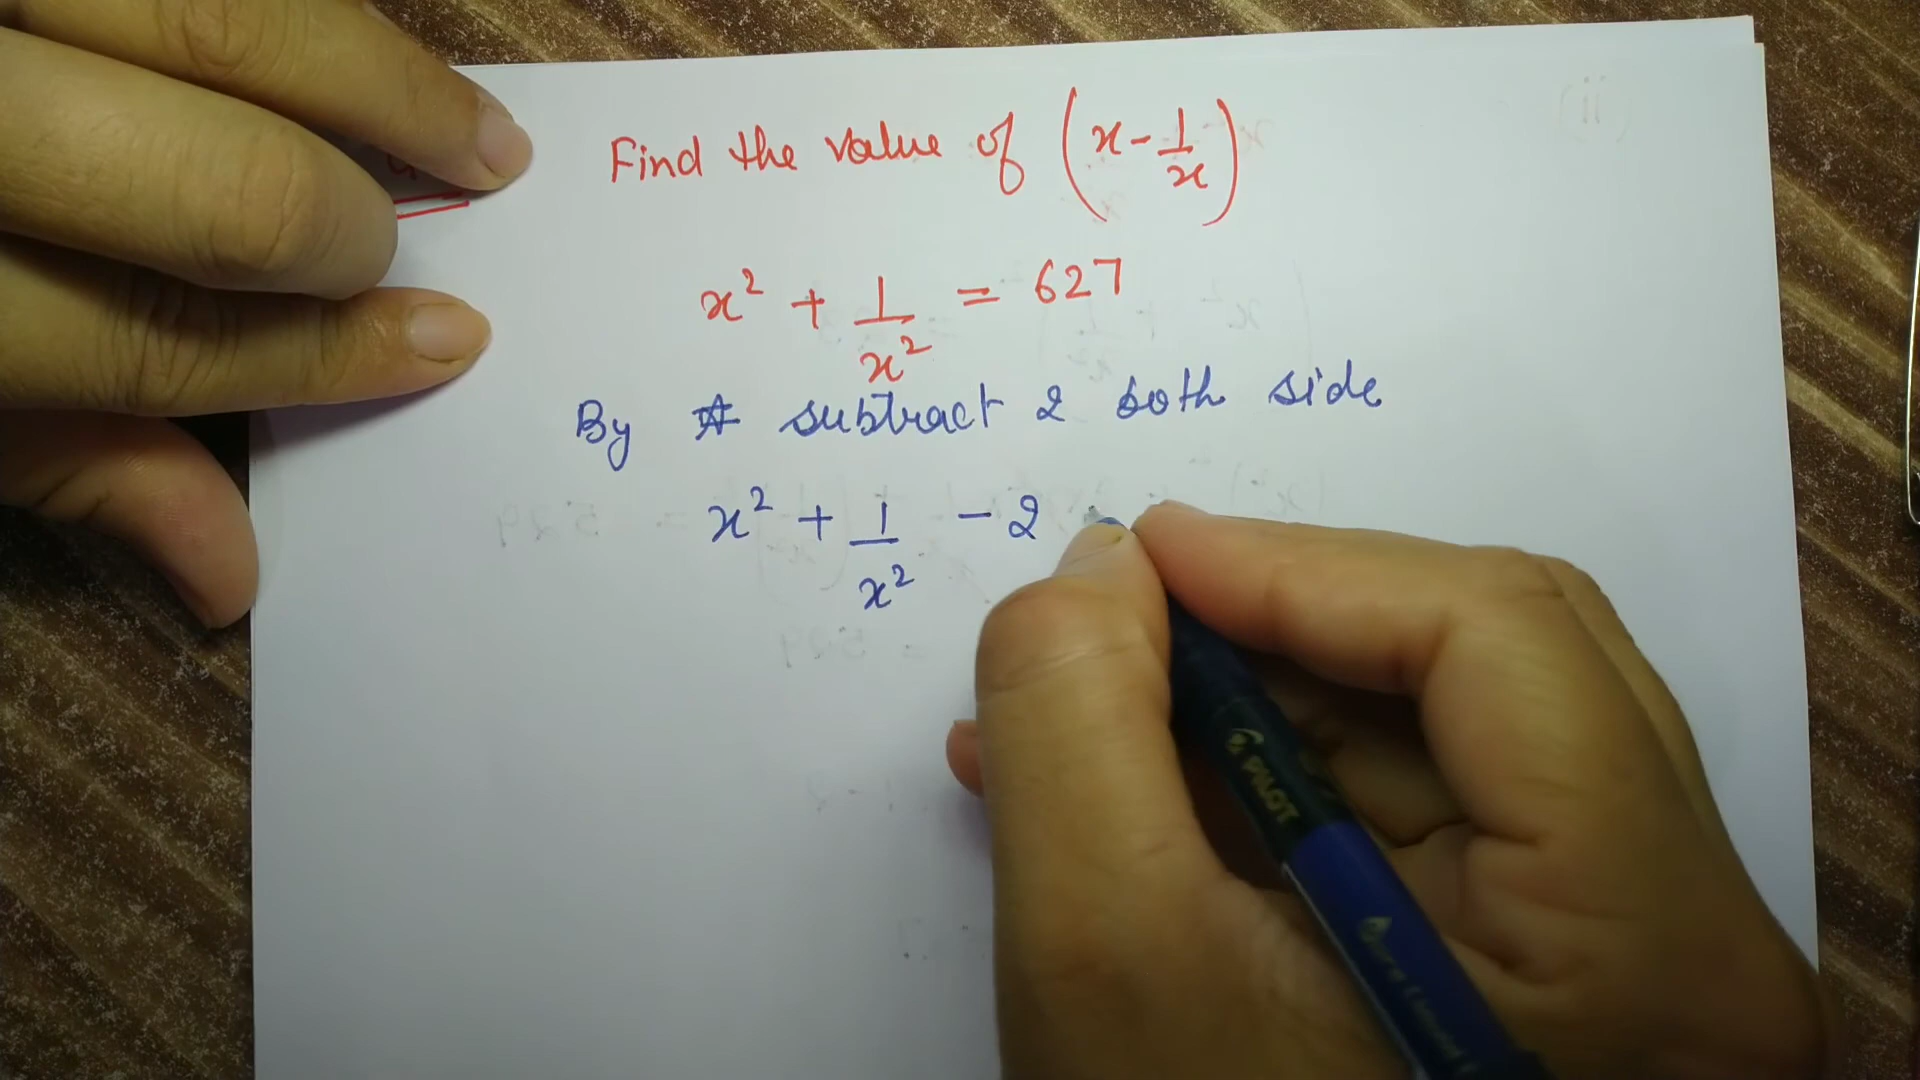 Find the value of (x - 1/x)
x² + 1/x² = 627
By subtract 2 both side
x² + 1/x² - 2
PILOT